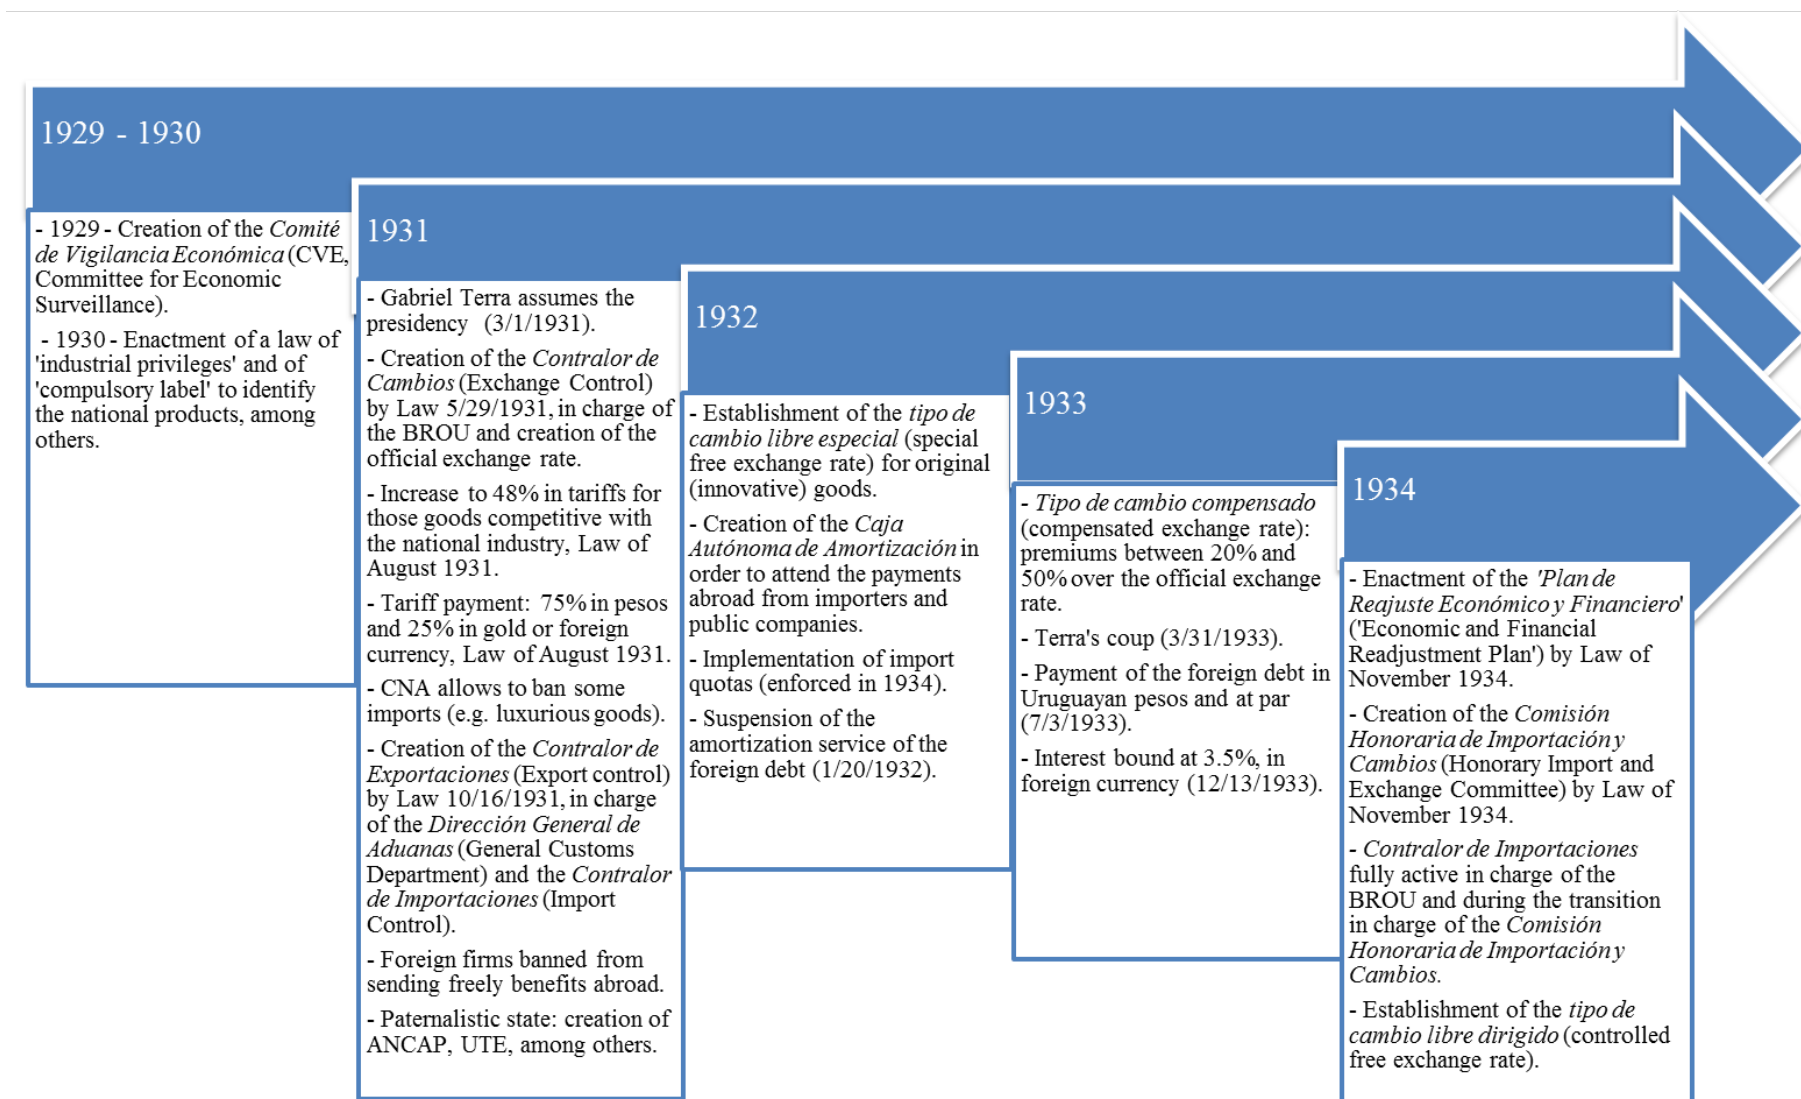 1929 - 1930
- 1929 - Creation of the Comité
de Vigilancia Económica (CVE,
Committee for Economic
Surveillance).
- 1930 - Enactment of a law of
'industrial privileges' and of
'compulsory label' to identify
the national products, among
others.
1931
- Gabriel Terra assumes the
presidency (3/1/1931).
- Creation of the Contralor de
Cambios (Exchange Control)
by Law 5/29/1931, in charge of
the BROU and creation of the
official exchange rate.
- Increase to 48% in tariffs for
those goods competitive with
the national industry, Law of
August 1931.
- Tariff payment: 75% in pesos
and 25% in gold or foreign
currency, Law of August 1931.
- CNA allows to ban some
imports (e.g. luxurious goods).
- Creation of the Contralor de
Exportaciones (Export control)
by Law 10/16/1931, in charge
of the Dirección General de
Aduanas (General Customs
Department) and the Contralor
de Importaciones (Import
Control).
- Foreign firms banned from
sending freely benefits abroad.
- Paternalistic state: creation of
ANCAP, UTE, among others.
1932
- Establishment of the tipo de
cambio libre especial (special
free exchange rate) for original
(innovative) goods.
- Creation of the Caja
Autónoma de Amortización in
order to attend the payments
abroad from importers and
public companies.
- Implementation of import
quotas (enforced in 1934).
- Suspension of the
amortization service of the
foreign debt (1/20/1932).
1933
- Tipo de cambio compensado
(compensated exchange rate):
premiums between 20% and
50% over the official exchange
rate.
- Terra's coup (3/31/1933).
- Payment of the foreign debt in
Uruguayan pesos and at par
(7/3/1933).
- Interest bound at 3.5%, in
foreign currency (12/13/1933).
1934
- Enactment of the 'Plan de
Reajuste Económico y Financiero'
('Economic and Financial
Readjustment Plan') by Law of
November 1934.
- Creation of the Comisión
Honoraria de Importación y
Cambios (Honorary Import and
Exchange Committee) by Law of
November 1934.
- Contralor de Importaciones
fully active in charge of the
BROU and during the transition
in charge of the Comisión
Honoraria de Importación y
Cambios.
- Establishment of the tipo de
cambio libre dirigido (controlled
free exchange rate).